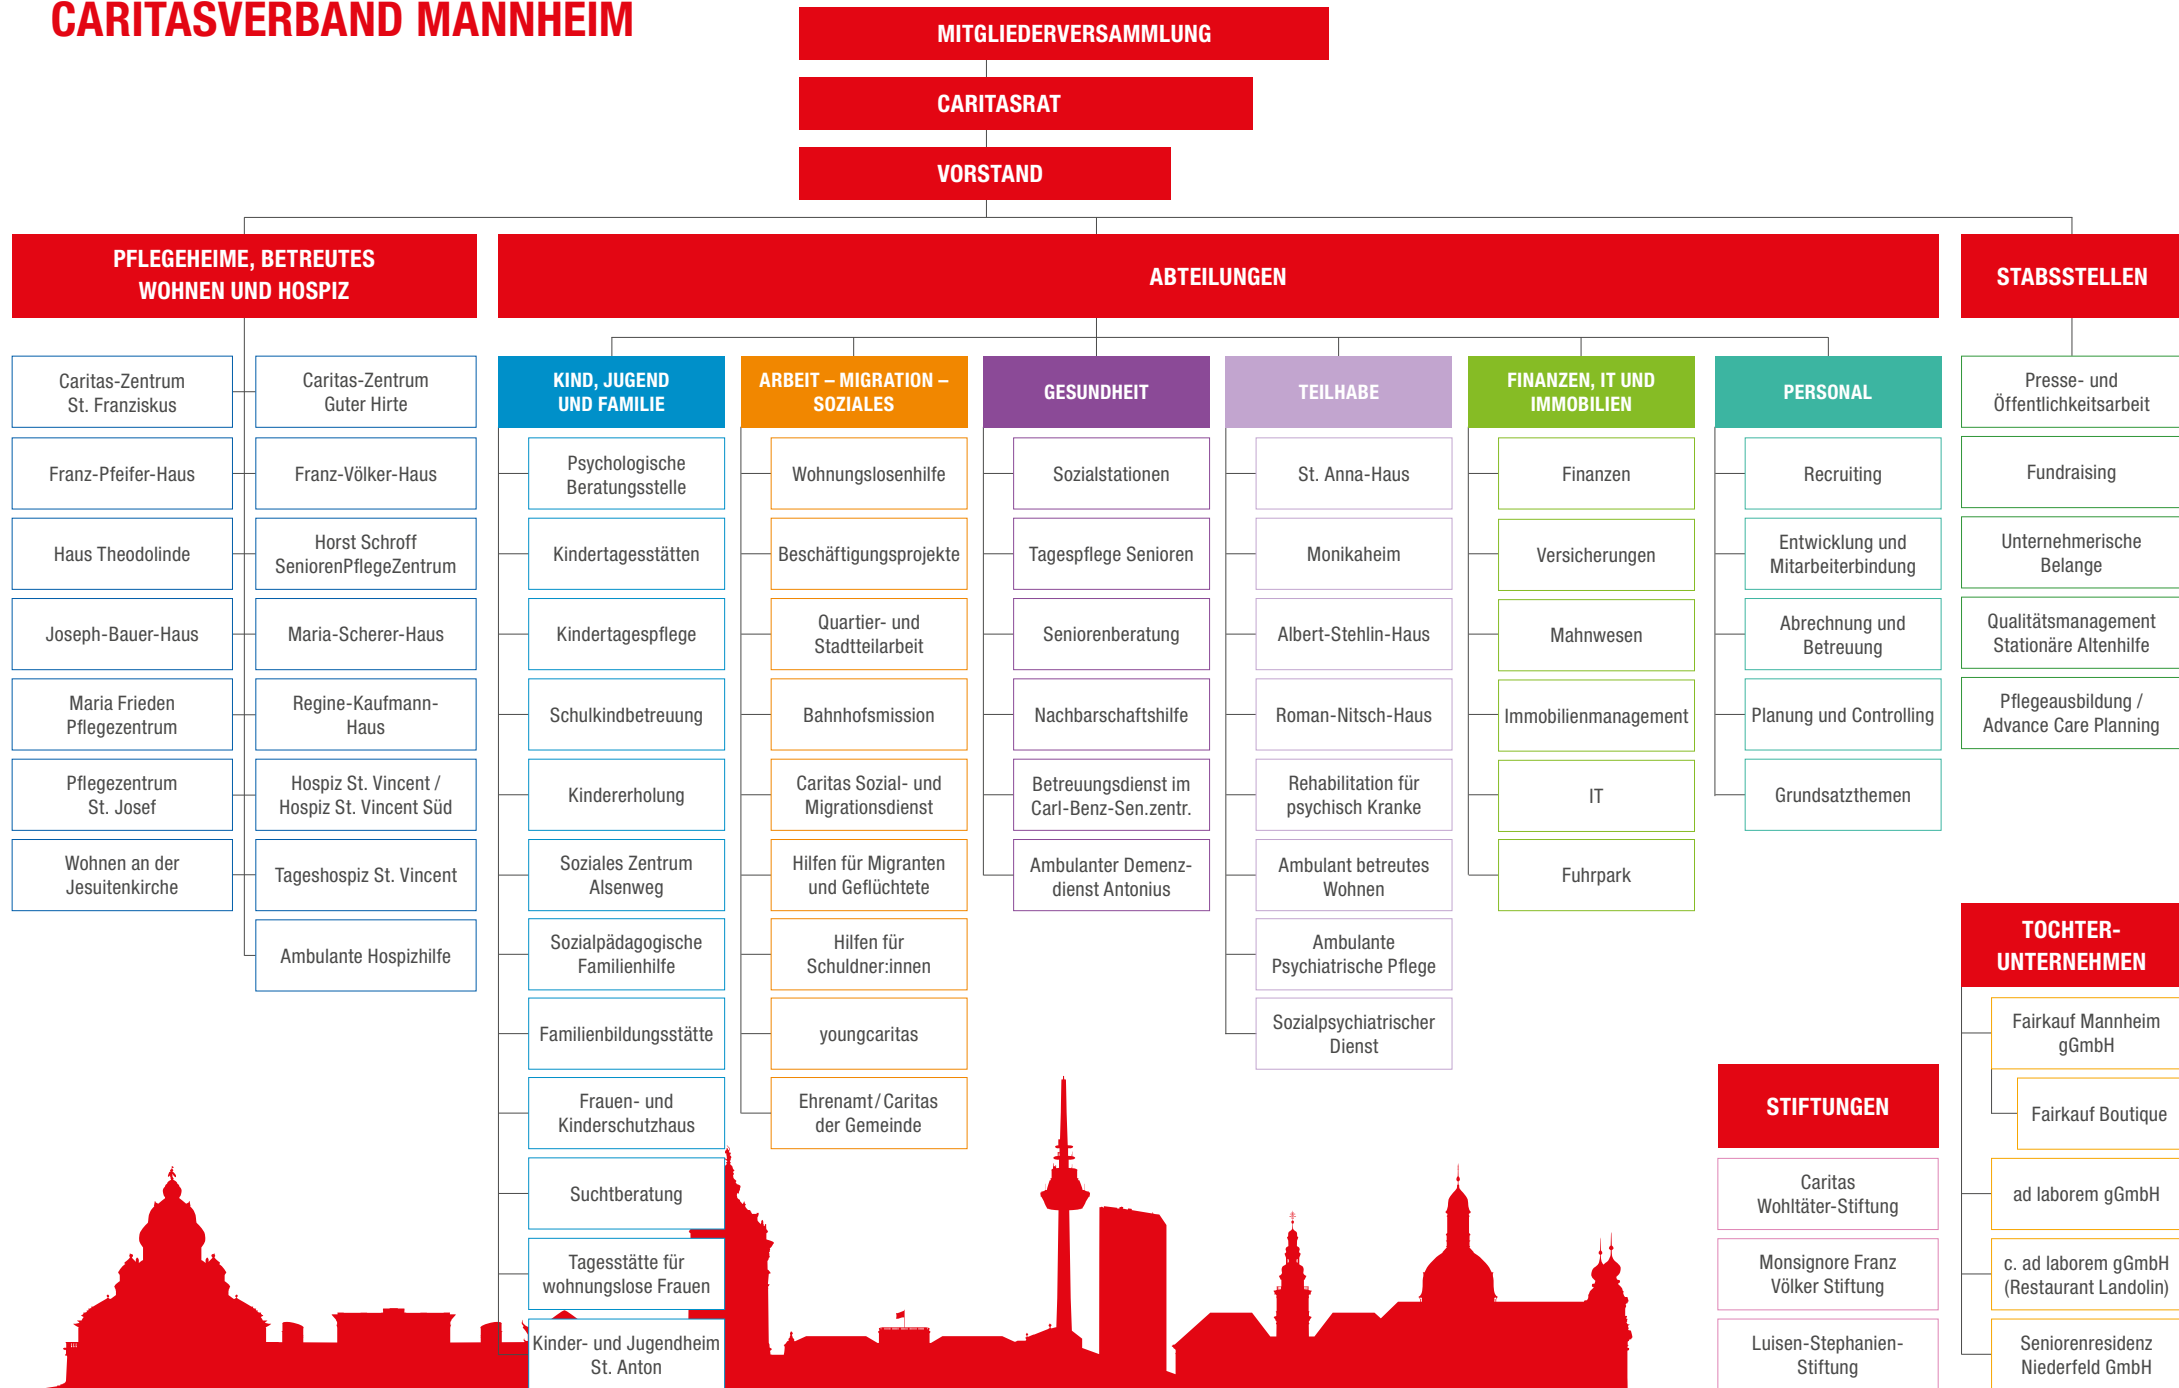 CARITASVERBAND MANNHEIM
MITGLIEDERVERSAMMLUNG
CARITASRAT
VORSTAND
PFLEGEHEIME, BETREUTES
WOHNEN UND HOSPIZ
Caritas-Zentrum
St. Franziskus
Caritas-Zentrum
Guter Hirte
Franz-Pfeifer-Haus
Franz-Völker-Haus
Haus Theodolinde
Horst Schroff
SeniorenPflegeZentrum
Joseph-Bauer-Haus
Maria-Scherer-Haus
Maria Frieden
Pflegezentrum
Regine-Kaufmann-
Haus
Pflegezentrum
St. Josef
Hospiz St. Vincent /
Hospiz St. Vincent Süd
Wohnen an der
Jesuitenkirche
Tageshospiz St. Vincent
Ambulante Hospizhilfe
ABTEILUNGEN
KIND, JUGEND
UND FAMILIE
Psychologische
Beratungsstelle
Kindertagesstätten
Kindertagespflege
Schulkindbetreuung
Kindererholung
Soziales Zentrum
Alsenweg
Sozialpädagogische
Familienhilfe
Familienbildungsstätte
Frauen- und
Kinderschutzhaus
Suchtberatung
Tagesstätte für
wohnungslose Frauen
Kinder- und Jugendheim
St. Anton
ARBEIT – MIGRATION –
SOZIALES
Wohnungslosenhilfe
Beschäftigungsprojekte
Quartier- und
Stadtteilarbeit
Bahnhofsmission
Caritas Sozial- und
Migrationsdienst
Hilfen für Migranten
und Geflüchtete
Hilfen für
Schuldner:innen
youngcaritas
Ehrenamt/Caritas
der Gemeinde
GESUNDHEIT
Sozialstationen
Tagespflege Senioren
Seniorenberatung
Nachbarschaftshilfe
Betreuungsdienst im
Carl-Benz-Sen.zentr.
Ambulanter Demenz-
dienst Antonius
TEILHABE
St. Anna-Haus
Monikaheim
Albert-Stehlin-Haus
Roman-Nitsch-Haus
Rehabilitation für
psychisch Kranke
Ambulant betreutes
Wohnen
Ambulante
Psychiatrische Pflege
Sozialpsychiatrischer
Dienst
FINANZEN, IT UND
IMMOBILIEN
Finanzen
Versicherungen
Mahnwesen
Immobilienmanagement
IT
Fuhrpark
PERSONAL
Recruiting
Entwicklung und
Mitarbeiterbindung
Abrechnung und
Betreuung
Planung und Controlling
Grundsatzthemen
STABSSTELLEN
Presse- und
Öffentlichkeitsarbeit
Fundraising
Unternehmerische
Belange
Qualitätsmanagement
Stationäre Altenhilfe
Pflegeausbildung /
Advance Care Planning
STIFTUNGEN
Caritas
Wohltäter-Stiftung
Monsignore Franz
Völker Stiftung
Luisen-Stephanien-
Stiftung
TOCHTER-
UNTERNEHMEN
Fairkauf Mannheim
gGmbH
Fairkauf Boutique
ad laborem gGmbH
c. ad laborem gGmbH
(Restaurant Landolin)
Seniorenresidenz
Niederfeld GmbH